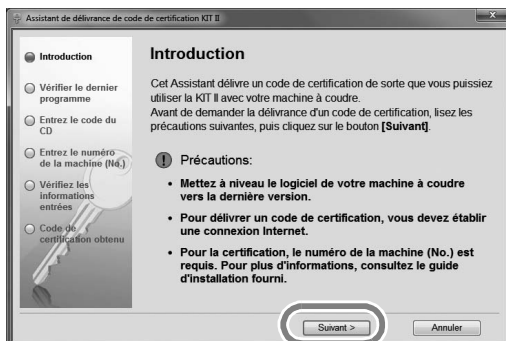 Assistant de délivrance de code de certification KIT II
Introduction
Vérifier le dernier
programme
Entrez le code du
CD
Entrez le numéro
de la machine (No.)
Vérifiez les
informations
entrées
Code de
certification obtenu
Introduction
Cet Assistant délivre un code de certification de sorte que vous puissiez
utiliser la KIT II avec votre machine à coudre.
Avant de demander la délivrance d'un code de certification, lisez les
précautions suivantes, puis cliquez sur le bouton [Suivant].
Précautions:
• Mettez à niveau le logiciel de votre machine à coudre
vers la dernière version.
• Pour délivrer un code de certification, vous devez établir
une connexion Internet.
• Pour la certification, le numéro de la machine (No.) est
requis. Pour plus d'informations, consultez le guide
d'installation fourni.
Suivant >
Annuler